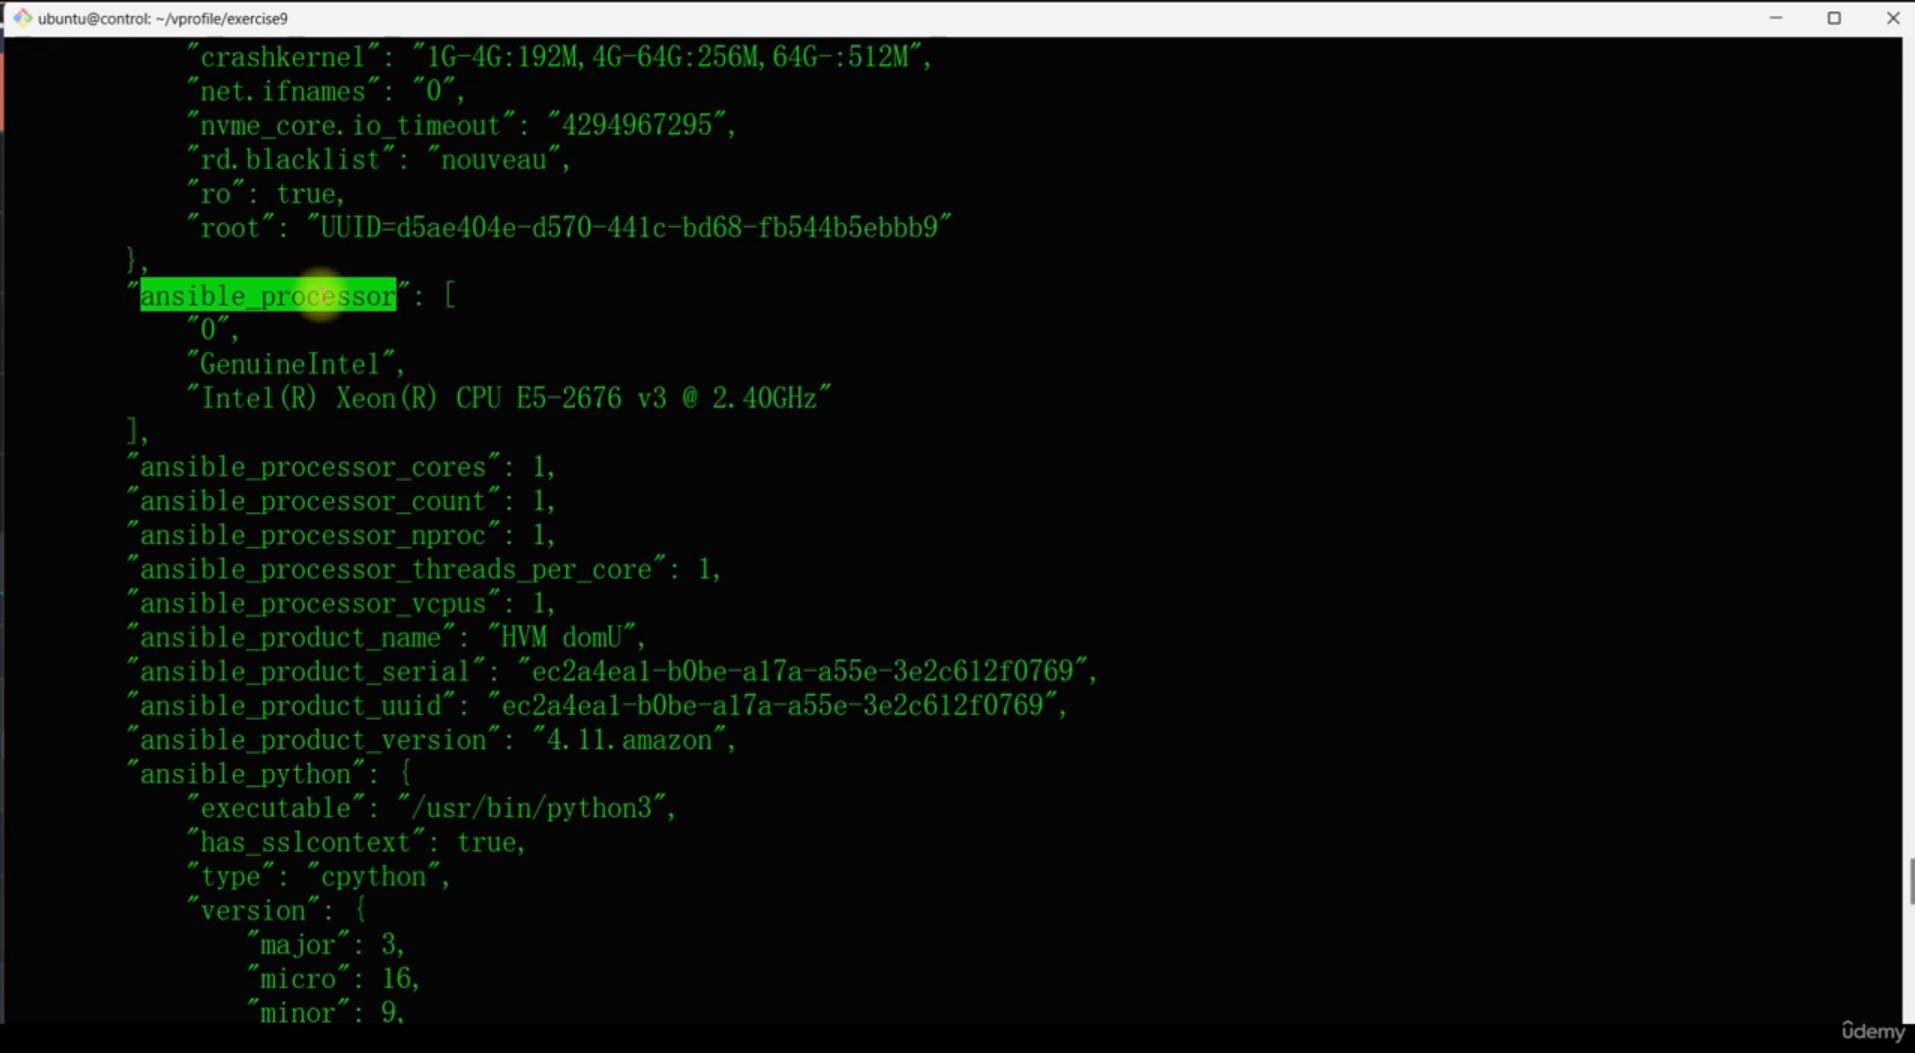 ubuntu@control: ~/vprofile/exercise9
"crashkernel": "1G-4G:192M,4G-64G:256M,64G-:512M",
"net.ifnames": "0",
"nvme_core.io_timeout": "4294967295",
"rd.blacklist": "nouveau",
"ro": true,
"root": "UUID=d5ae404e-d570-441c-bd68-fb544b5ebbb9"
},
"ansible_processor": [
"0",
"GenuineIntel",
"Intel(R) Xeon(R) CPU E5-2676 v3 @ 2.40GHz"
],
"ansible_processor_cores": 1,
"ansible_processor_count": 1,
"ansible_processor_nproc": 1,
"ansible_processor_threads_per_core": 1,
"ansible_processor_vcpus": 1,
"ansible_product_name": "HVM domU",
"ansible_product_serial": "ec2a4ea1-b0be-a17a-a55e-3e2c612f0769",
"ansible_product_uuid": "ec2a4ea1-b0be-a17a-a55e-3e2c612f0769",
"ansible_product_version": "4.11.amazon",
"ansible_python": {
"executable": "/usr/bin/python3",
"has_sslcontext": true,
"type": "cpython",
"version": {
"major": 3,
"micro": 16,
"minor": 9,
ûdemy